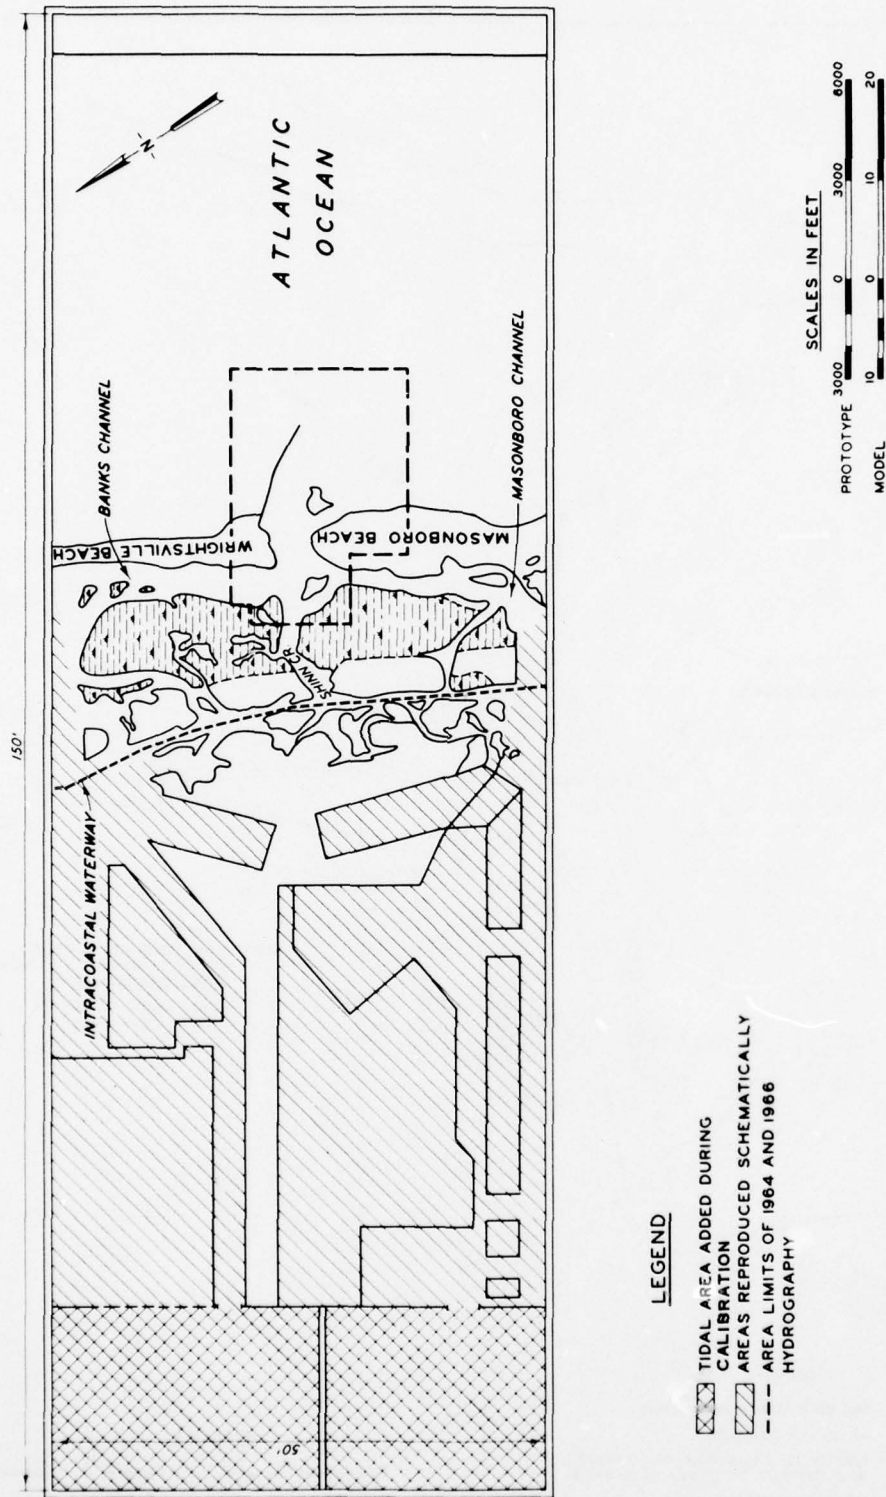 150'
50'
N
ATLANTIC
OCEAN
BANKS CHANNEL
WRIGHTSVILLE BEACH
MASONBORO BEACH
MASONBORO CHANNEL
SHINN CR
INTRACOASTAL WATERWAY
SCALES IN FEET
PROTOTYPE 3000 0 3000 6000
MODEL 10 0 10 20
LEGEND
TIDAL AREA ADDED DURING
CALIBRATION
AREAS REPRODUCED SCHEMATICALLY
AREA LIMITS OF 1964 AND 1966
HYDROGRAPHY